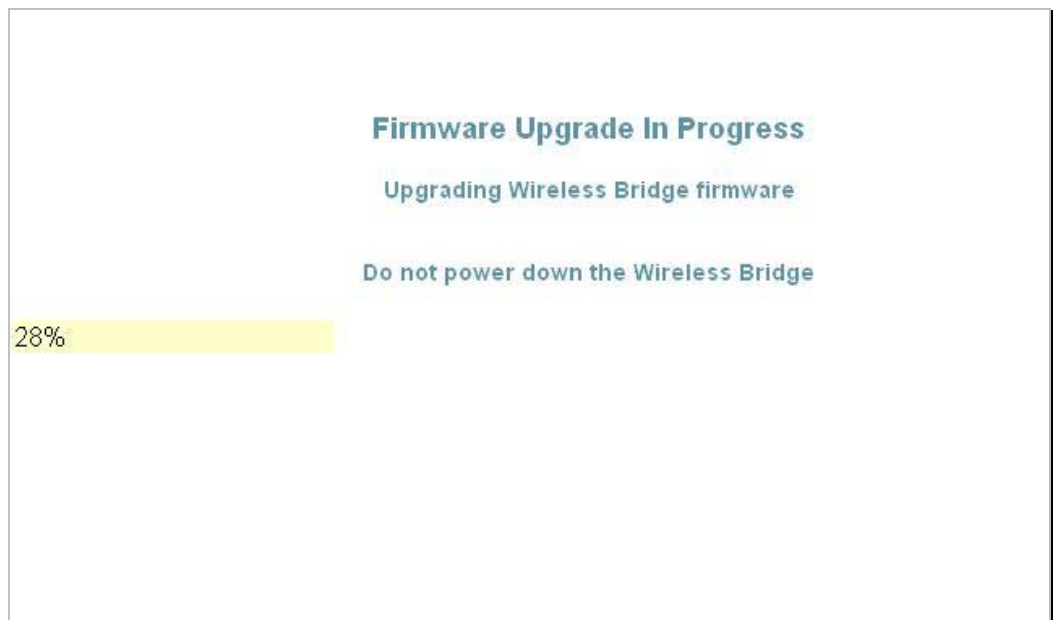 Firmware Upgrade In Progress
Upgrading Wireless Bridge firmware
Do not power down the Wireless Bridge
28%